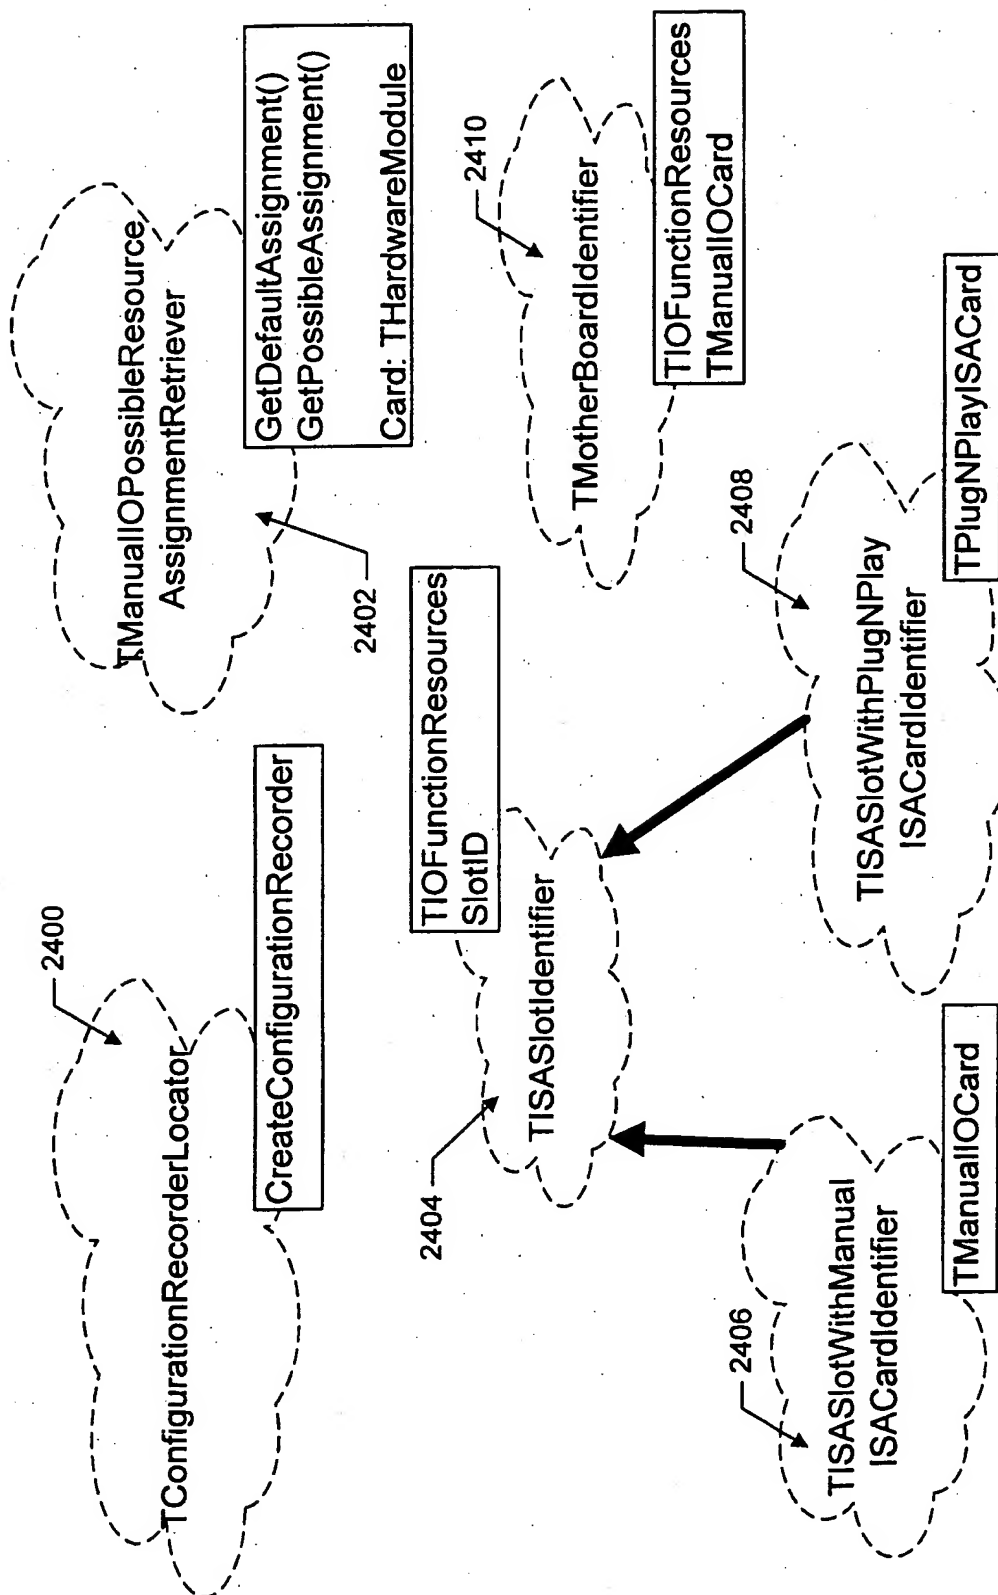 2400
TConfigurationRecorderLocator
CreateConfigurationRecorder
TManualIOPossibleResource
AssignmentRetriever
GetDefaultAssignment()
GetPossibleAssignment()
Card: THardwareModule
2402
2404
TISASlotIdentifier
TIOFunctionResources
SlotID
2410
TMotherBoardIdentifier
TIOFunctionResources
TManualIOCard
2406
TISASlotWithManual
ISACardIdentifier
TManualIOCard
2408
TISASlotWithPlugNPlay
ISACardIdentifier
TPlugNPlayISACard